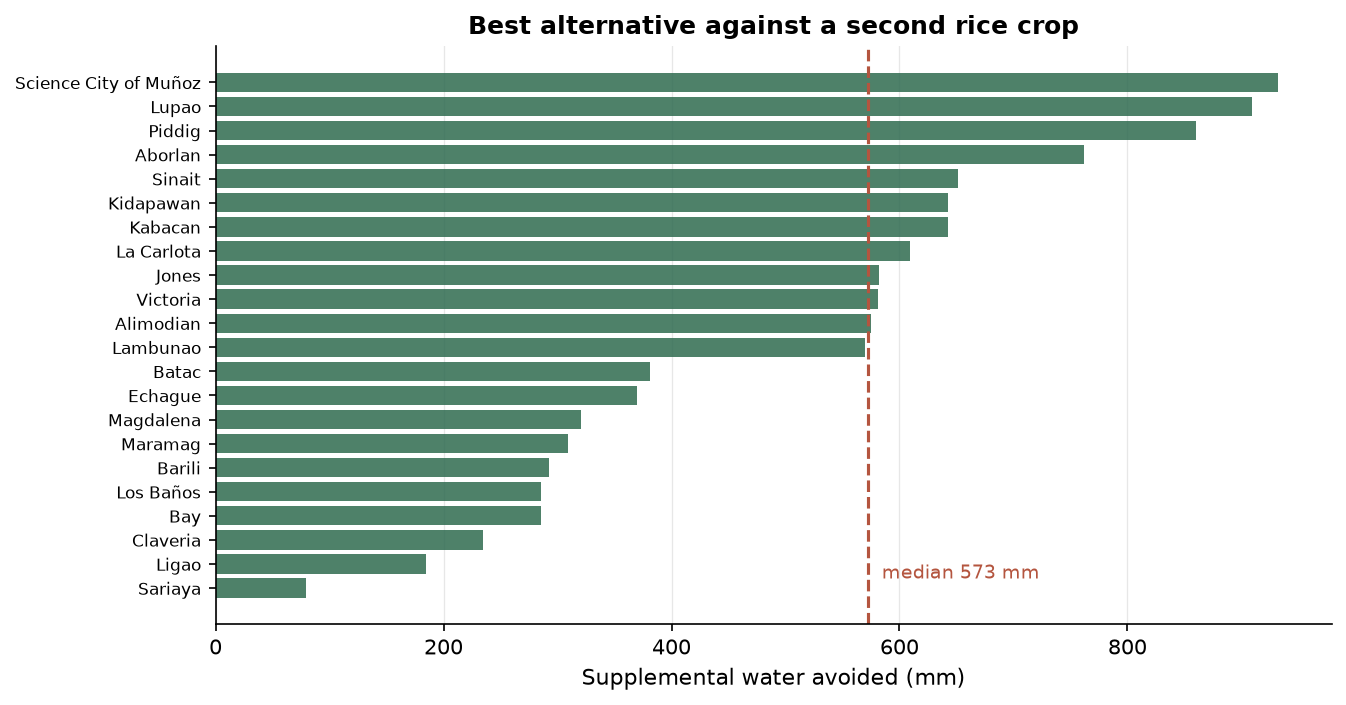 Best alternative against a second rice crop
Science City of Muñoz
Lupao
Piddig
Aborlan
Sinait
Kidapawan
Kabacan
La Carlota
Jones
Victoria
Alimodian
Lambunao
Batac
Echague
Magdalena
Maramag
Barili
Los Baños
Bay
Claveria
Ligao
median 573 mm
Sariaya
0 200 400 600 800
Supplemental water avoided (mm)